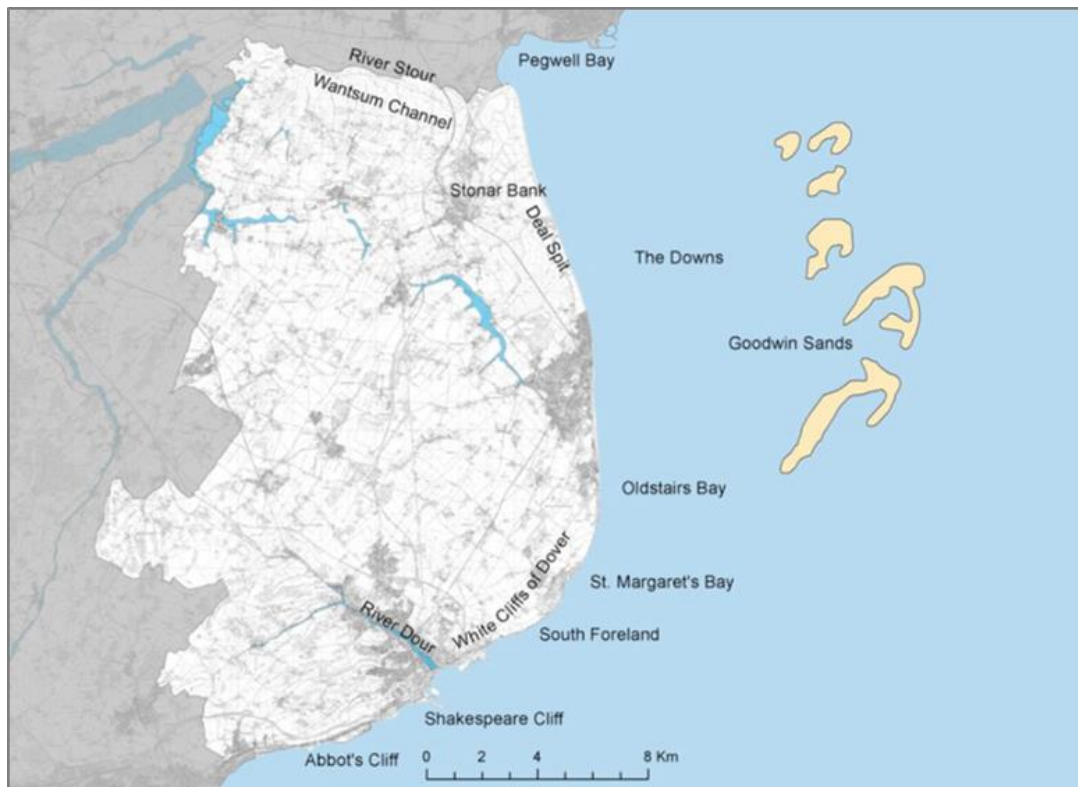 Pegwell Bay
River Stour
Wantsum Channel
Stonar Bank
Deal Spit
The Downs
Goodwin Sands
Oldstairs Bay
White Cliffs of Dover
St. Margaret's Bay
River Dour
South Foreland
Shakespeare Cliff
Abbot's Cliff
0 2 4 8 Km